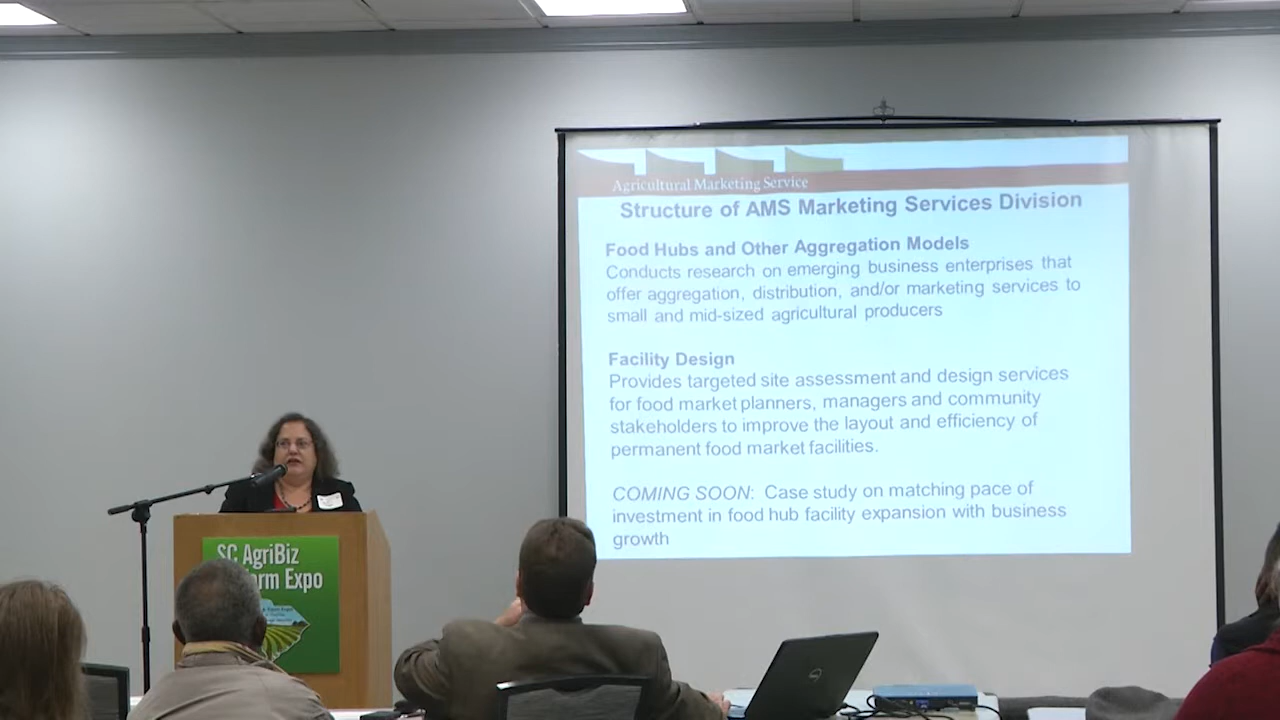 Agricultural Marketing Service
Structure of AMS Marketing Services Division
Food Hubs and Other Aggregation Models
Conducts research on emerging business enterprises that
offer aggregation, distribution, and/or marketing services to
small and mid-sized agricultural producers
Facility Design
Provides targeted site assessment and design services
for food market planners, managers and community
stakeholders to improve the layout and efficiency of
permanent food market facilities.
COMING SOON: Case study on matching pace of
investment in food hub facility expansion with business
growth
SC AgriBiz
Expo
DELL